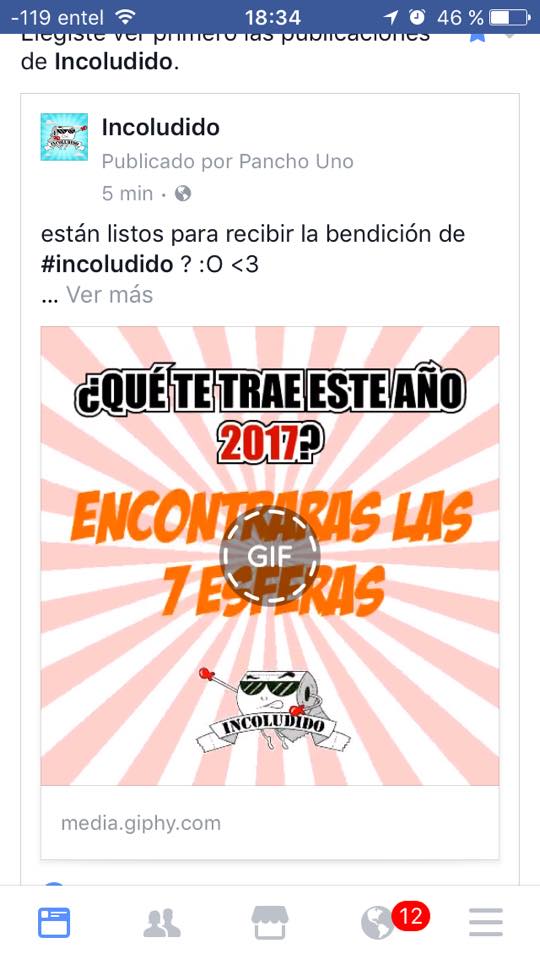 -119 entel
18:34
46 %
Elegiste ver primero las publicaciones
de Incoludido.
Incoludido
Publicado por Pancho Uno
5 min ·
están listos para recibir la bendición de
#incoludido ? :O <3
... Ver más
¿QUÉ TE TRAE ESTE AÑO
2017?
ENCONTRARAS LAS
GIF
7 ESFERAS
INCOLUDIDO
media.giphy.com
12